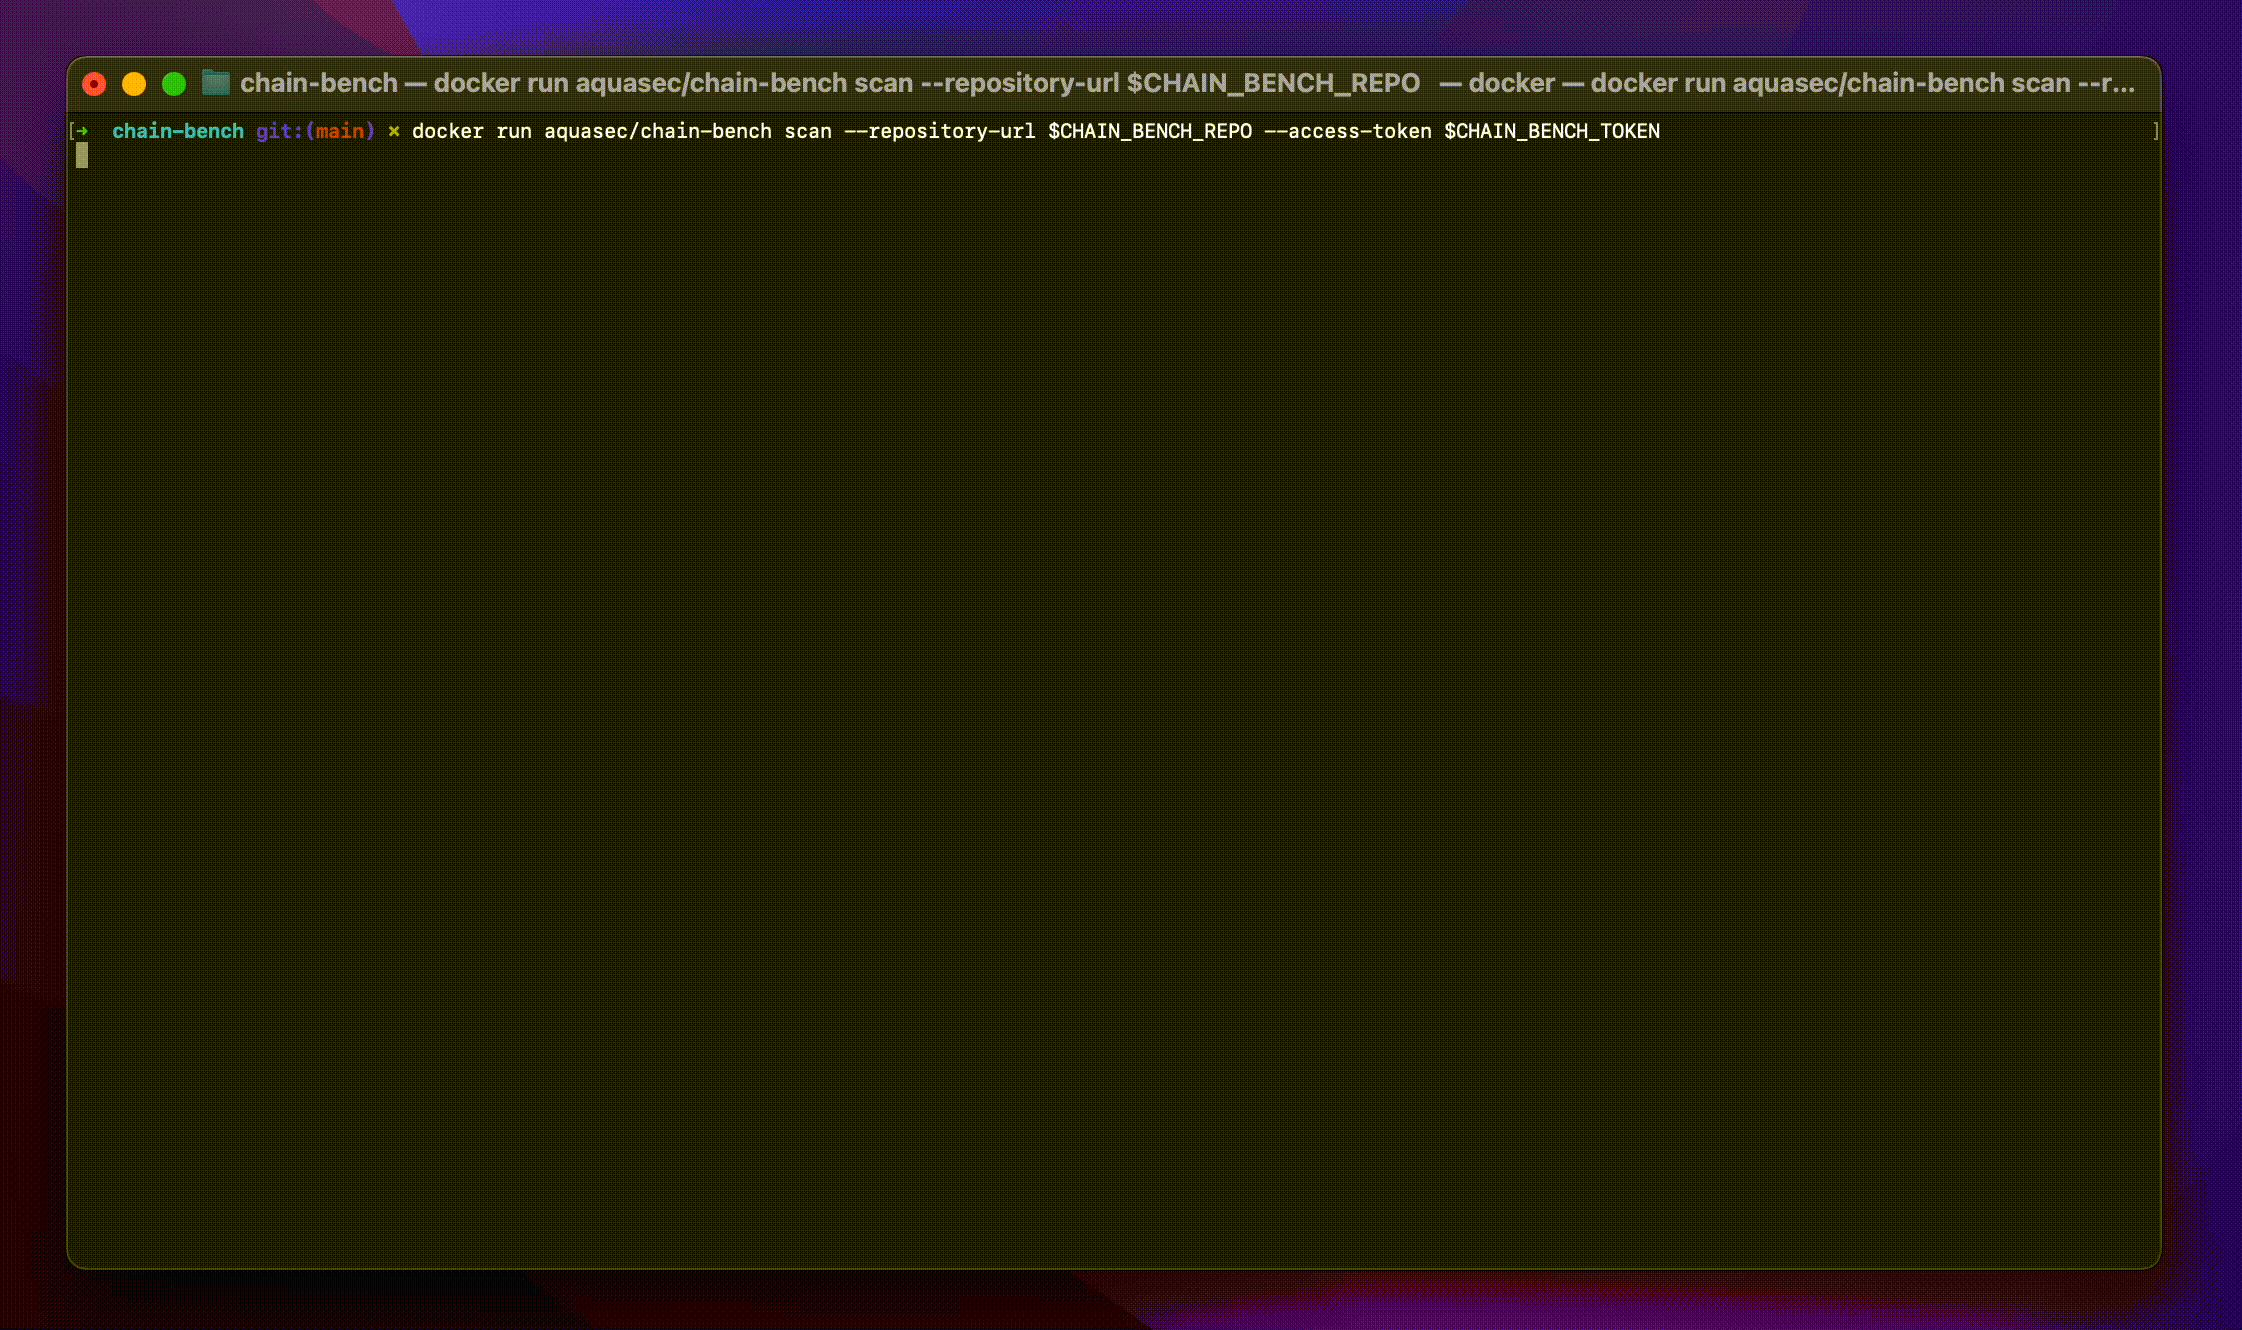 chain-bench — docker run aquasec/chain-bench scan --repository-url $CHAIN_BENCH_REPO — docker — docker run aquasec/chain-bench scan --r...
[➜ chain-bench git:(main) × docker run aquasec/chain-bench scan --repository-url $CHAIN_BENCH_REPO --access-token $CHAIN_BENCH_TOKEN ]